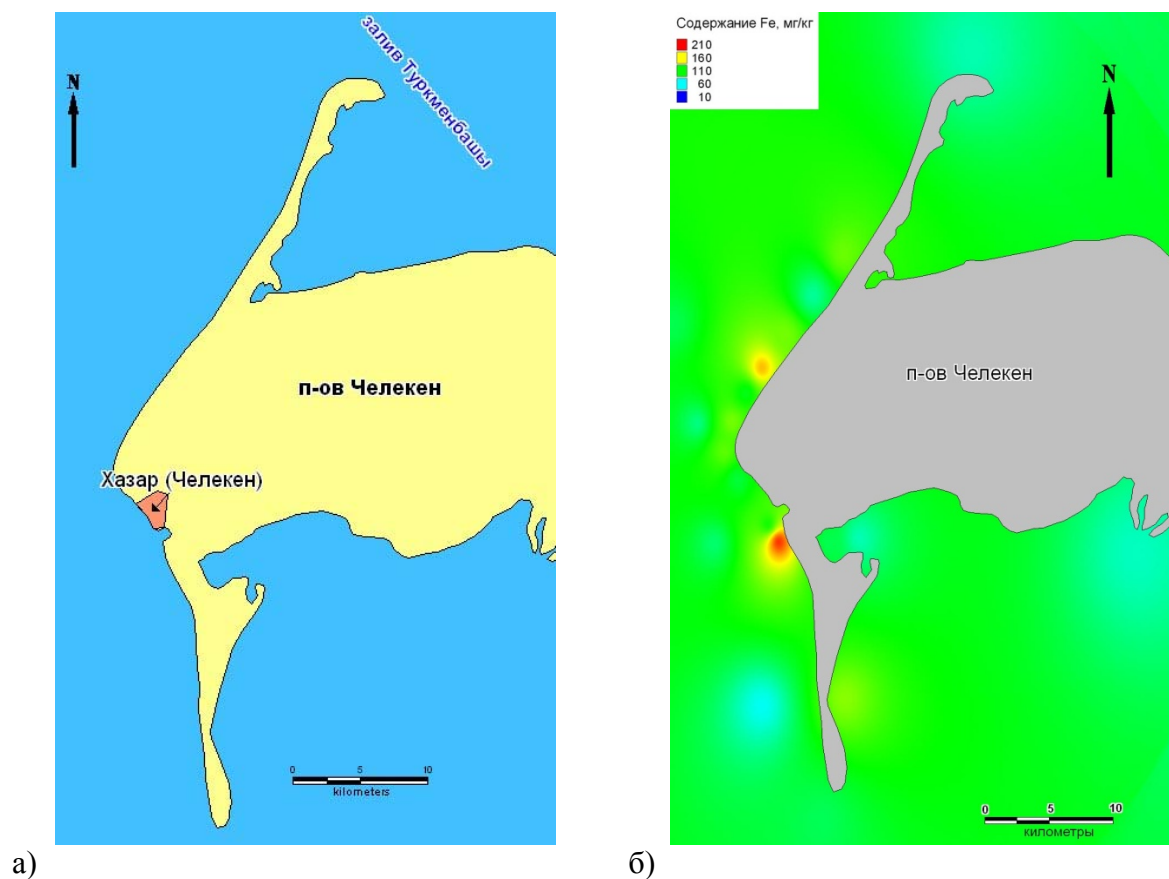 залив Туркменбашы
N
п-ов Челекен
Хазар (Челекен)
0 5 10
kilometers
а)
Содержание Fe, мг/кг
210
160
110
60
10
N
п-ов Челекен
0 5 10
километры
б)